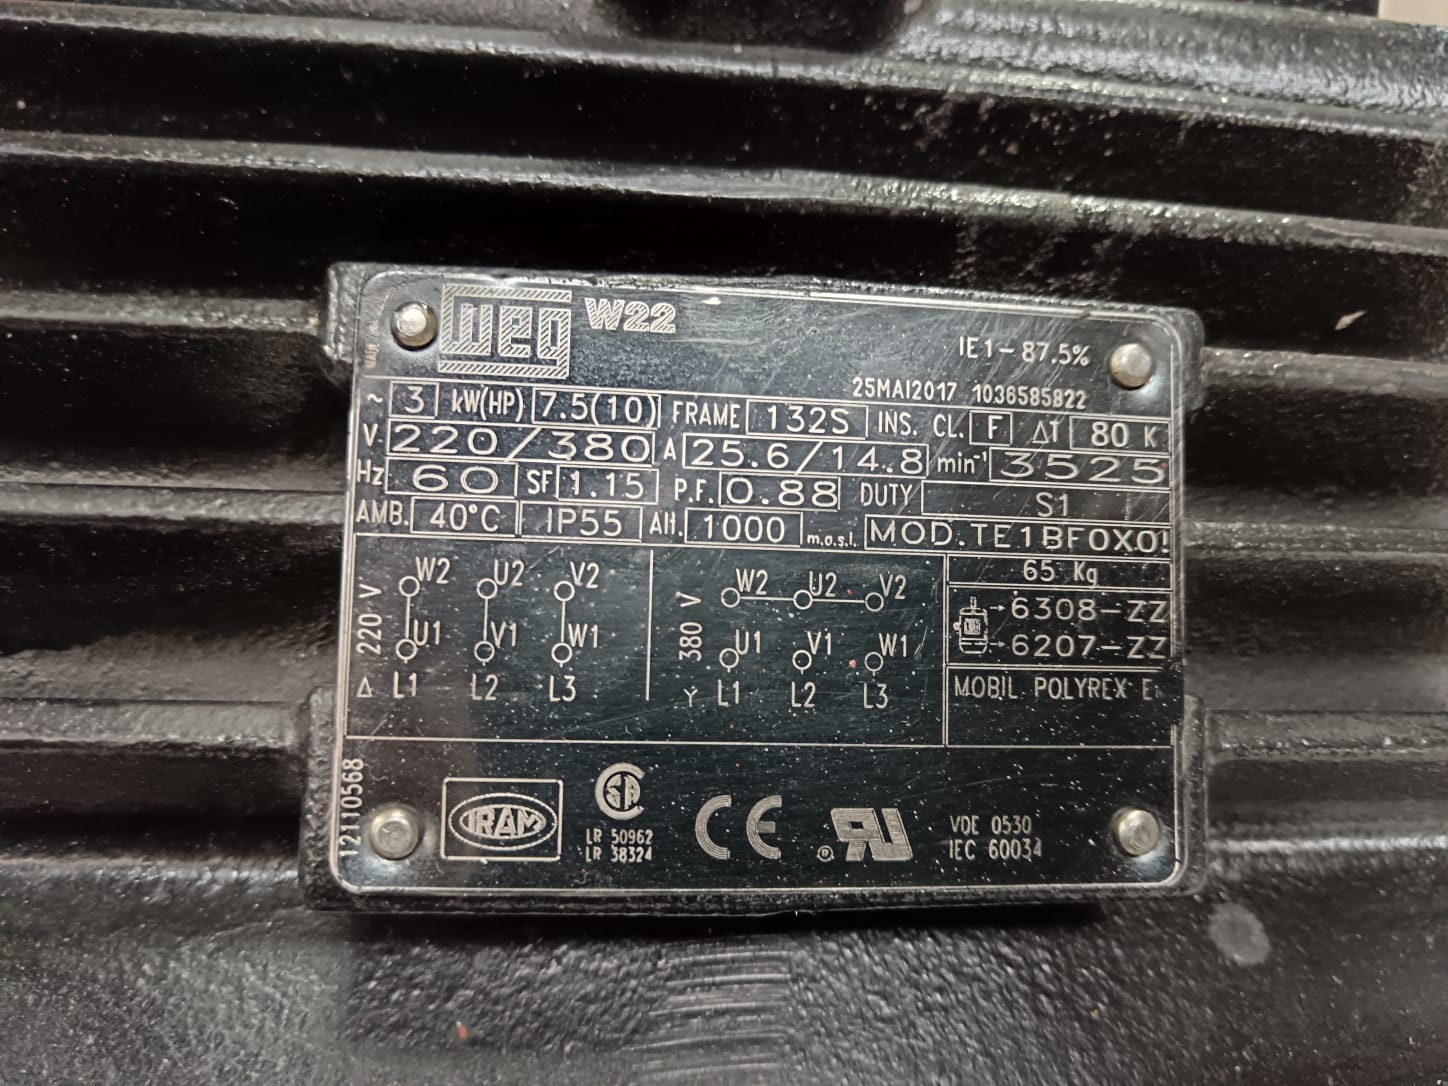 WEG W22
IE1-87.5%
25MAI2017 1036585822
~ 3 kW(HP) 7.5(10) FRAME 132S INS. CL. F ΔT 80 K
V 220/380 A 25.6/14.8 min⁻¹ 3525
Hz 60 SF 1.15 P.F. 0.88 DUTY S1
AMB. 40°C IP55 Alt. 1000 m.a.s.l. MOD.TE1BF0X0!
65 Kg
W2 U2 V2
U1 V1 W1
220 V
Δ L1 L2 L3
W2 U2 V2
U1 V1 W1
380 V
Y L1 L2 L3
→6308-ZZ
→6207-ZZ
MOBIL POLYREX E
12110568
IRAM
LR 50962
LR 38324
CE
VDE 0530
IEC 60034